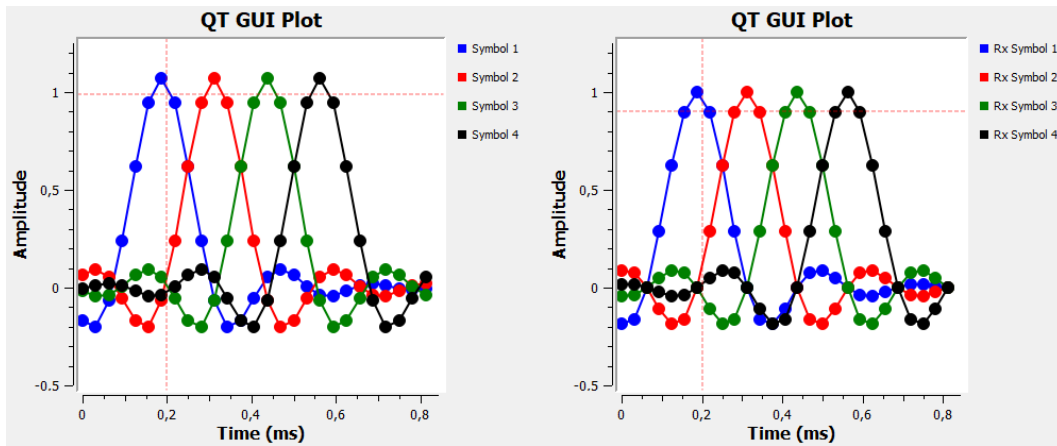 QT GUI Plot
Amplitude
1
0,5
0
-0.5
0
0,2
0,4
0,6
0,8
Time (ms)
Symbol 1
Symbol 2
Symbol 3
Symbol 4
QT GUI Plot
Amplitude
1
0,5
0
-0.5
0
0,2
0,4
0,6
0,8
Time (ms)
Rx Symbol 1
Rx Symbol 2
Rx Symbol 3
Rx Symbol 4